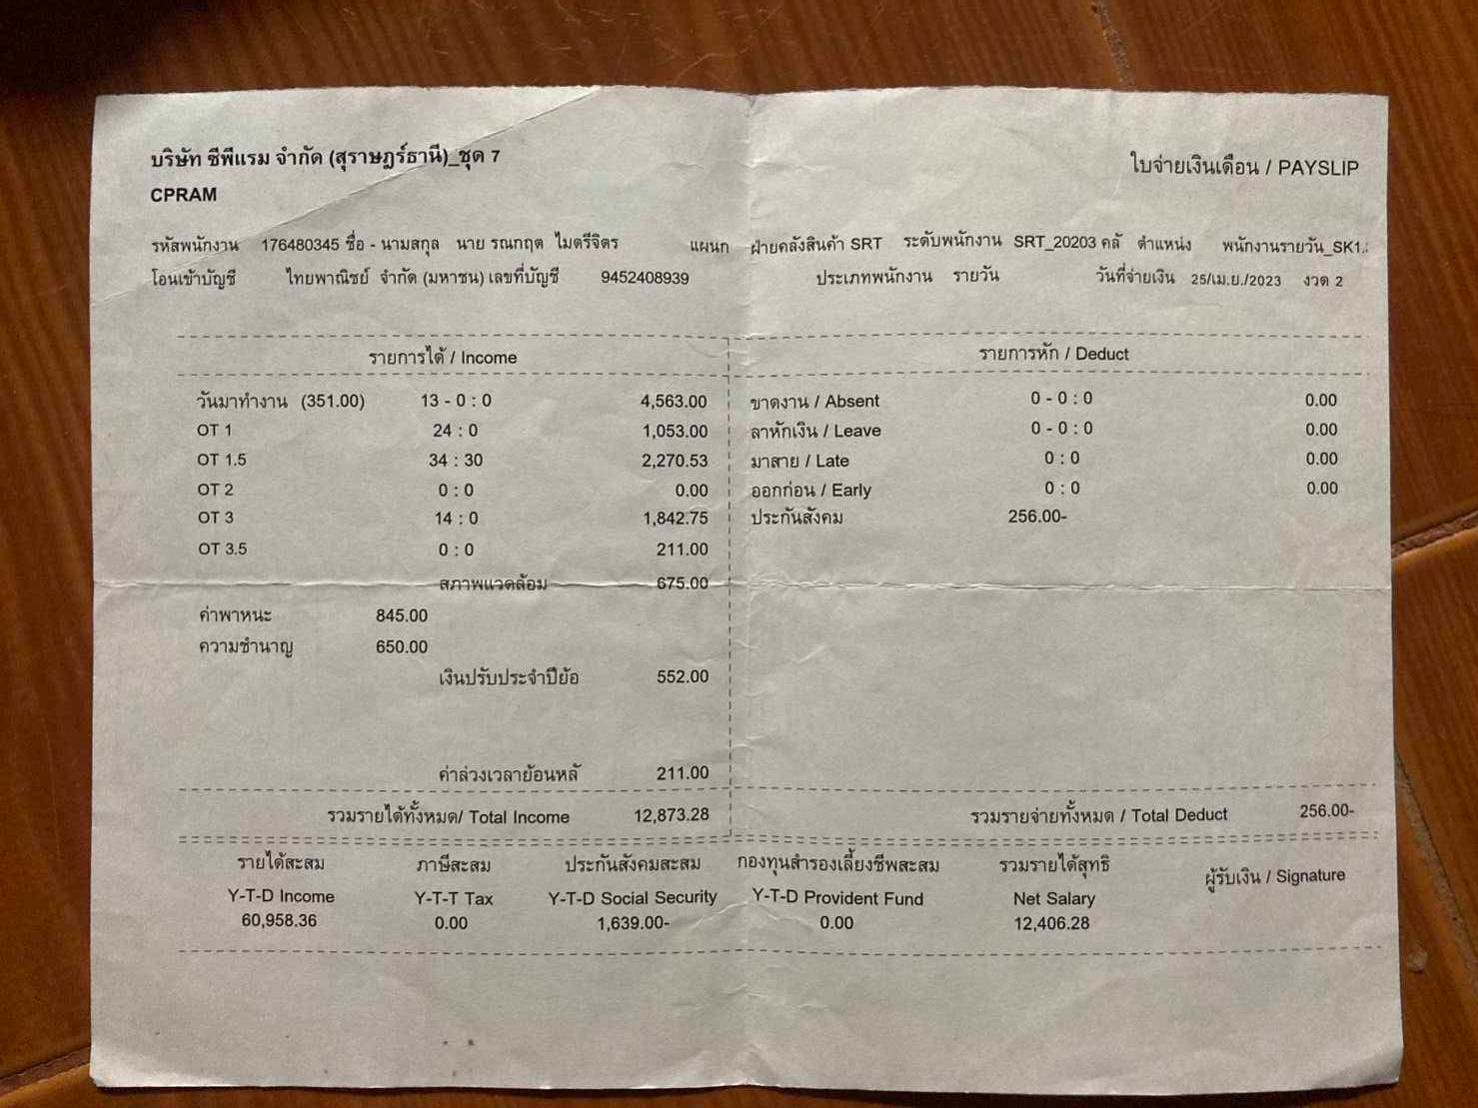 บริษัท ซีพีแรม จำกัด (สุราษฎร์ธานี)_ชุด 7
ใบจ่ายเงินเดือน / PAYSLIP
CPRAM
รหัสพนักงาน 176480345 ชื่อ - นามสกุล นาย รณกฤต ไมตรีจิตร แผนก ฝ่ายคลังสินค้า SRT ระดับพนักงาน SRT_20203 คลั ตำแหน่ง พนักงานรายวัน_SK1.
โอนเข้าบัญชี ไทยพาณิชย์ จำกัด (มหาชน) เลขที่บัญชี 9452408939 ประเภทพนักงาน รายวัน วันที่จ่ายเงิน 25/เม.ย./2023 งวด 2
รายการได้ / Income รายการหัก / Deduct
วันมาทำงาน (351.00) 13 - 0 : 0 4,563.00 ขาดงาน / Absent 0 - 0 : 0 0.00
OT 1 24 : 0 1,053.00 ลาหักเงิน / Leave 0 - 0 : 0 0.00
OT 1.5 34 : 30 2,270.53 มาสาย / Late 0 : 0 0.00
OT 2 0 : 0 0.00 ออกก่อน / Early 0 : 0 0.00
OT 3 14 : 0 1,842.75 ประกันสังคม 256.00-
OT 3.5 0 : 0 211.00
สภาพแวดล้อม 675.00
ค่าพาหนะ 845.00
ความชำนาญ 650.00
เงินปรับประจำปีย้อ 552.00
ค่าล่วงเวลาย้อนหลั 211.00
รวมรายได้ทั้งหมด/ Total Income 12,873.28 รวมรายจ่ายทั้งหมด / Total Deduct 256.00-
รายได้สะสม ภาษีสะสม ประกันสังคมสะสม กองทุนสำรองเลี้ยงชีพสะสม รวมรายได้สุทธิ ผู้รับเงิน / Signature
Y-T-D Income Y-T-T Tax Y-T-D Social Security Y-T-D Provident Fund Net Salary
60,958.36 0.00 1,639.00- 0.00 12,406.28